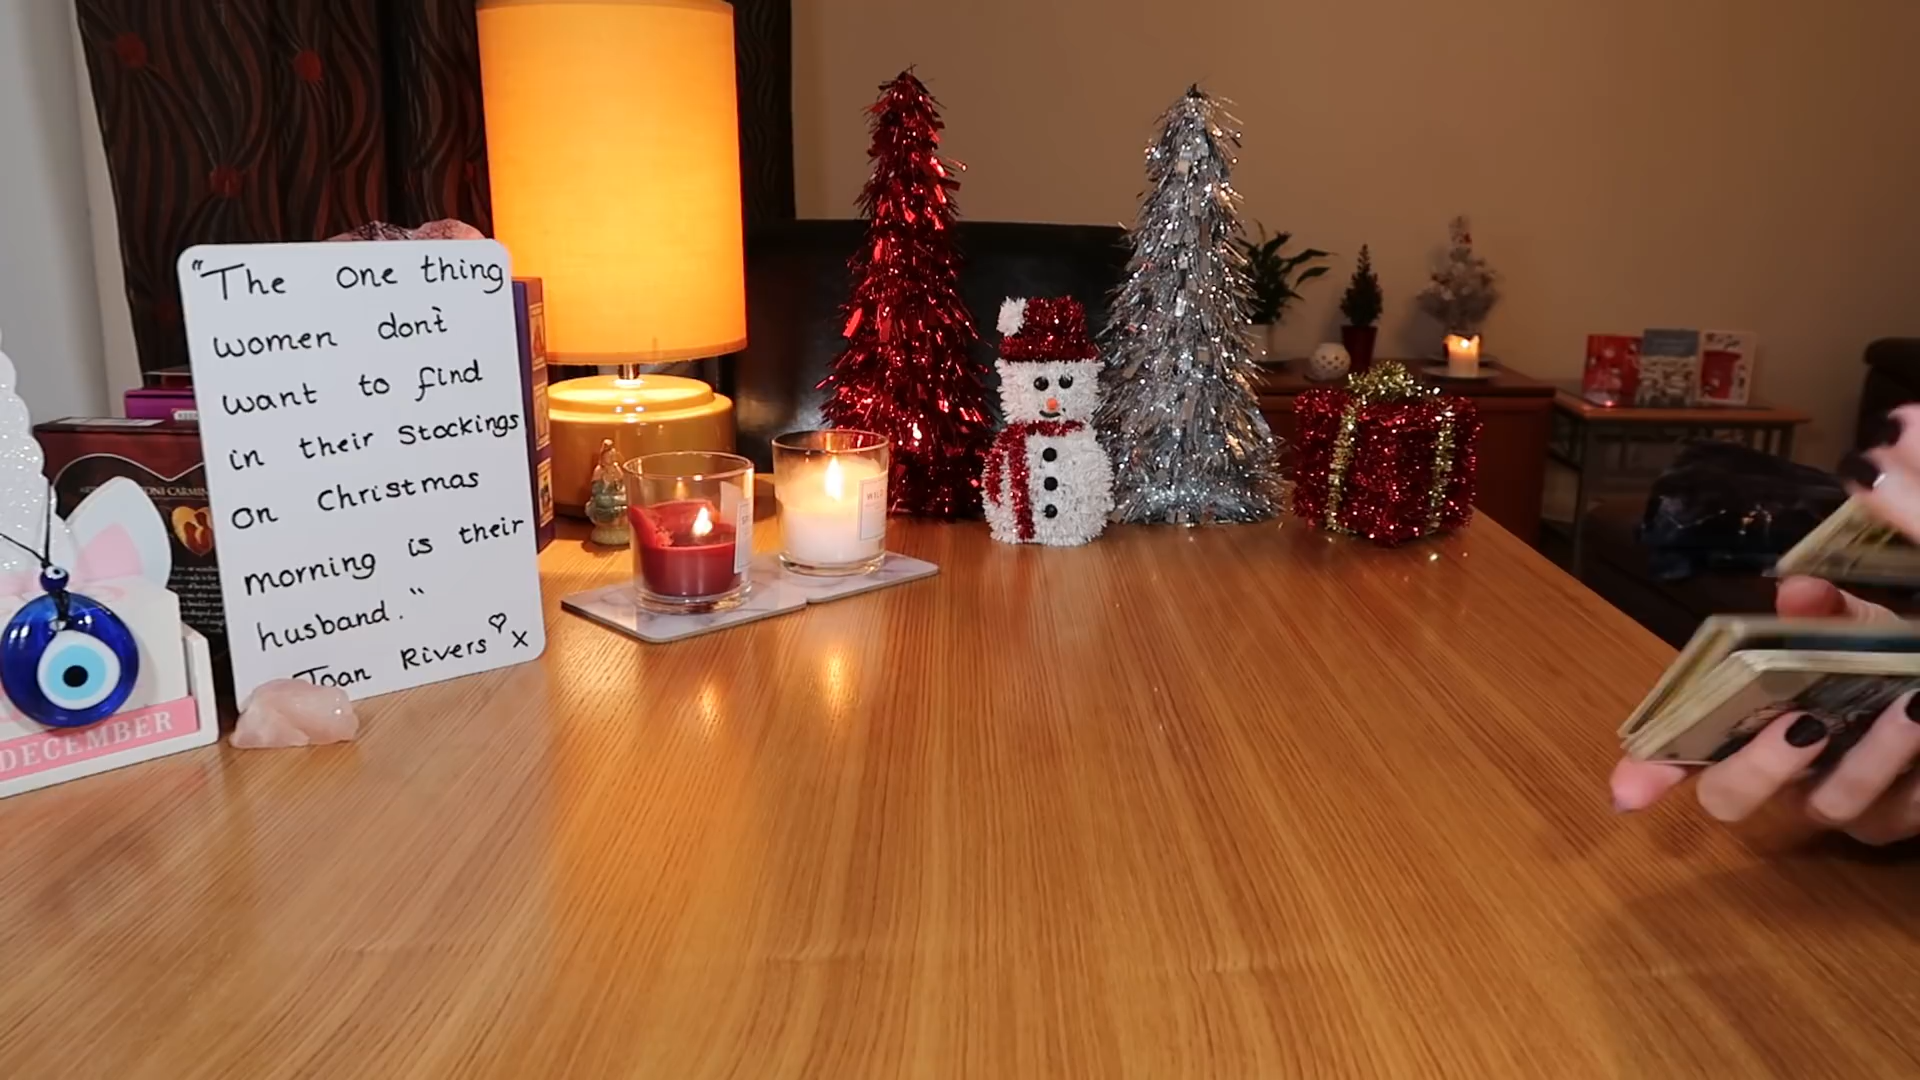 "The one thing
women don't
want to find
in their Stockings
on Christmas
morning is their
husband."
Joan Rivers ♡ x
DECEMBER